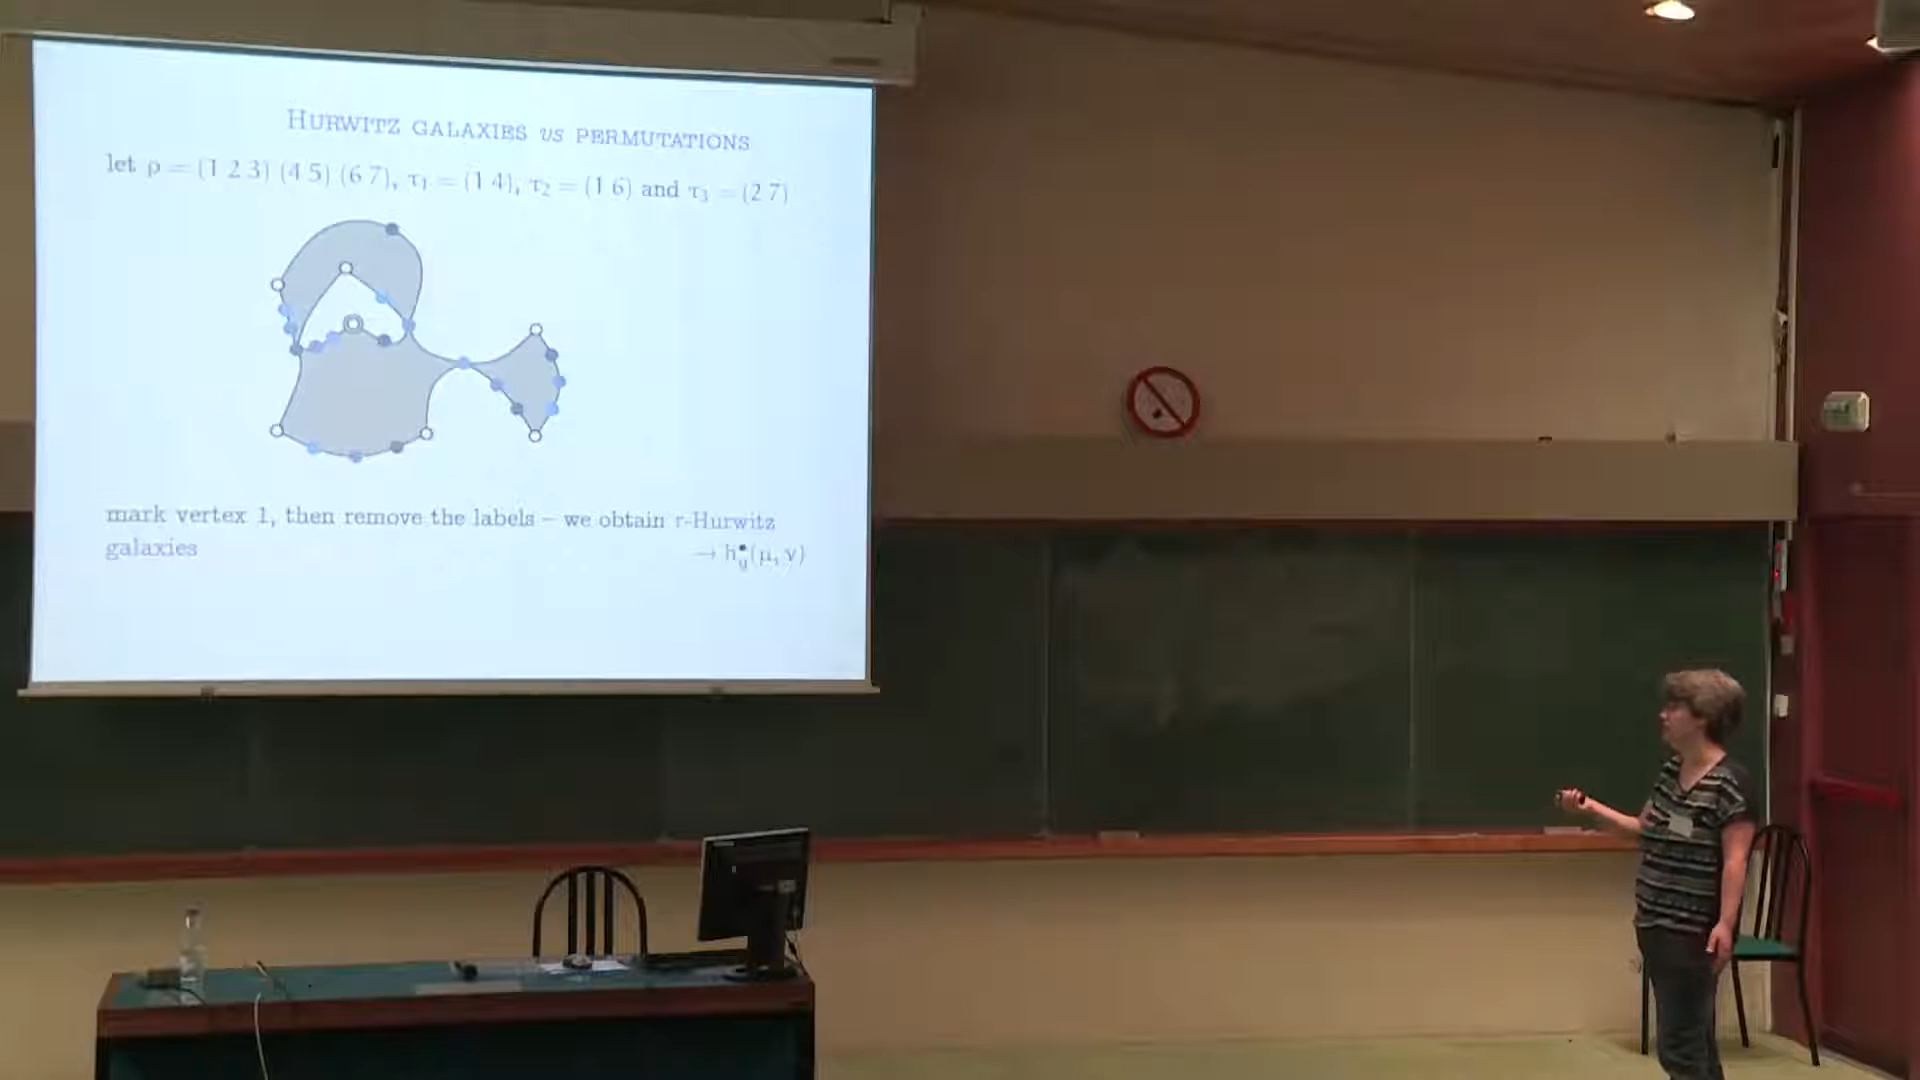 HURWITZ GALAXIES vs PERMUTATIONS
let ρ = (1 2 3) (4 5) (6 7), τ₁ = (1 4), τ₂ = (1 6) and τ₃ = (2 7)
mark vertex 1, then remove the labels – we obtain r-Hurwitz
galaxies → h•g(μ, ν)